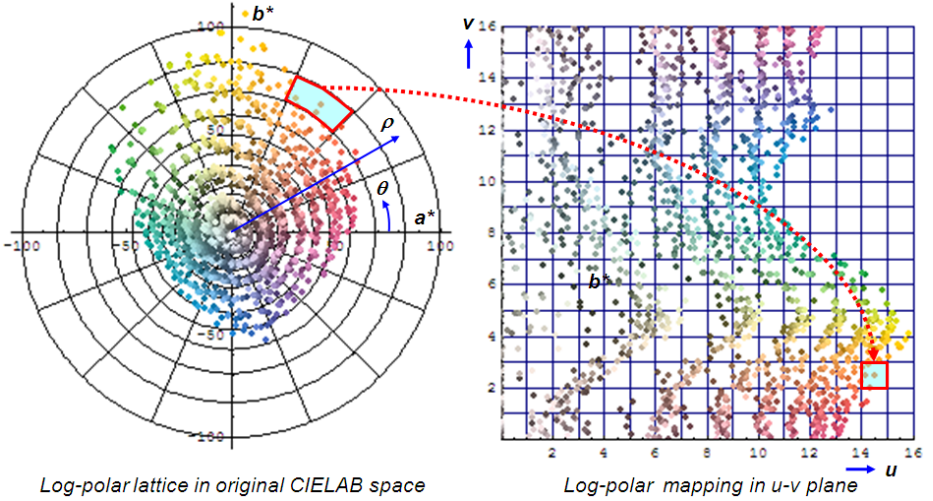 b*
100
50
ρ
θ
a*
-100
-50
50
100
-50
-100
Log-polar lattice in original CIELAB space
v
16
14
12
10
8
6
4
2
b*
2 4 6 8 10 12 14 16
u
Log-polar mapping in u-v plane